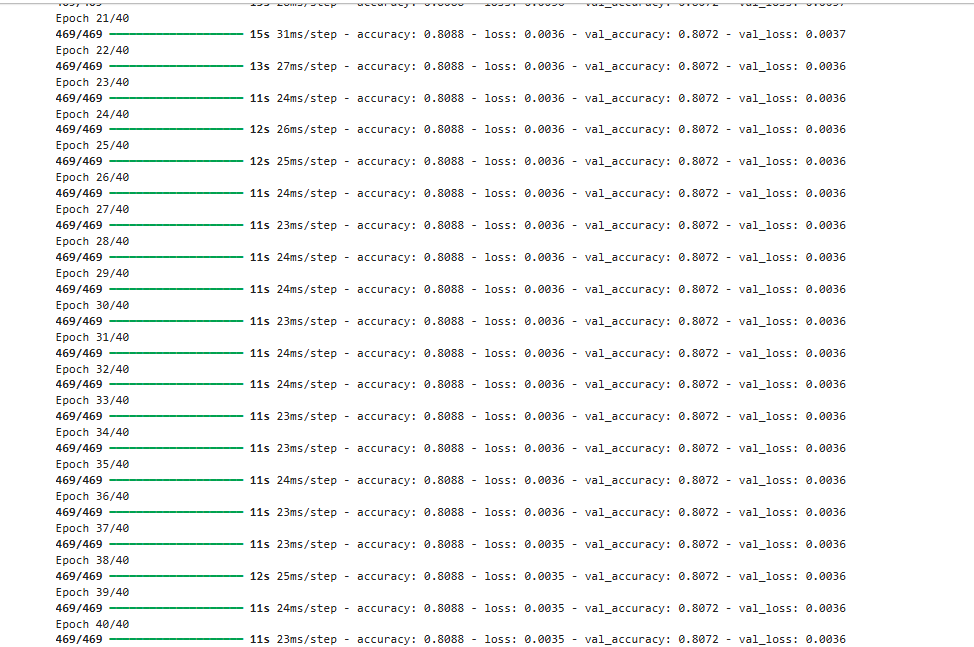 Epoch 21/40
469/469 15s 31ms/step - accuracy: 0.8088 - loss: 0.0036 - val_accuracy: 0.8072 - val_loss: 0.0037
Epoch 22/40
469/469 13s 27ms/step - accuracy: 0.8088 - loss: 0.0036 - val_accuracy: 0.8072 - val_loss: 0.0036
Epoch 23/40
469/469 11s 24ms/step - accuracy: 0.8088 - loss: 0.0036 - val_accuracy: 0.8072 - val_loss: 0.0036
Epoch 24/40
469/469 12s 26ms/step - accuracy: 0.8088 - loss: 0.0036 - val_accuracy: 0.8072 - val_loss: 0.0036
Epoch 25/40
469/469 12s 25ms/step - accuracy: 0.8088 - loss: 0.0036 - val_accuracy: 0.8072 - val_loss: 0.0036
Epoch 26/40
469/469 11s 24ms/step - accuracy: 0.8088 - loss: 0.0036 - val_accuracy: 0.8072 - val_loss: 0.0036
Epoch 27/40
469/469 11s 23ms/step - accuracy: 0.8088 - loss: 0.0036 - val_accuracy: 0.8072 - val_loss: 0.0036
Epoch 28/40
469/469 11s 24ms/step - accuracy: 0.8088 - loss: 0.0036 - val_accuracy: 0.8072 - val_loss: 0.0036
Epoch 29/40
469/469 11s 24ms/step - accuracy: 0.8088 - loss: 0.0036 - val_accuracy: 0.8072 - val_loss: 0.0036
Epoch 30/40
469/469 11s 23ms/step - accuracy: 0.8088 - loss: 0.0036 - val_accuracy: 0.8072 - val_loss: 0.0036
Epoch 31/40
469/469 11s 24ms/step - accuracy: 0.8088 - loss: 0.0036 - val_accuracy: 0.8072 - val_loss: 0.0036
Epoch 32/40
469/469 11s 24ms/step - accuracy: 0.8088 - loss: 0.0036 - val_accuracy: 0.8072 - val_loss: 0.0036
Epoch 33/40
469/469 11s 23ms/step - accuracy: 0.8088 - loss: 0.0036 - val_accuracy: 0.8072 - val_loss: 0.0036
Epoch 34/40
469/469 11s 23ms/step - accuracy: 0.8088 - loss: 0.0036 - val_accuracy: 0.8072 - val_loss: 0.0036
Epoch 35/40
469/469 11s 24ms/step - accuracy: 0.8088 - loss: 0.0036 - val_accuracy: 0.8072 - val_loss: 0.0036
Epoch 36/40
469/469 11s 23ms/step - accuracy: 0.8088 - loss: 0.0036 - val_accuracy: 0.8072 - val_loss: 0.0036
Epoch 37/40
469/469 11s 23ms/step - accuracy: 0.8088 - loss: 0.0035 - val_accuracy: 0.8072 - val_loss: 0.0036
Epoch 38/40
469/469 12s 25ms/step - accuracy: 0.8088 - loss: 0.0035 - val_accuracy: 0.8072 - val_loss: 0.0036
Epoch 39/40
469/469 11s 24ms/step - accuracy: 0.8088 - loss: 0.0035 - val_accuracy: 0.8072 - val_loss: 0.0036
Epoch 40/40
469/469 11s 23ms/step - accuracy: 0.8088 - loss: 0.0035 - val_accuracy: 0.8072 - val_loss: 0.0036